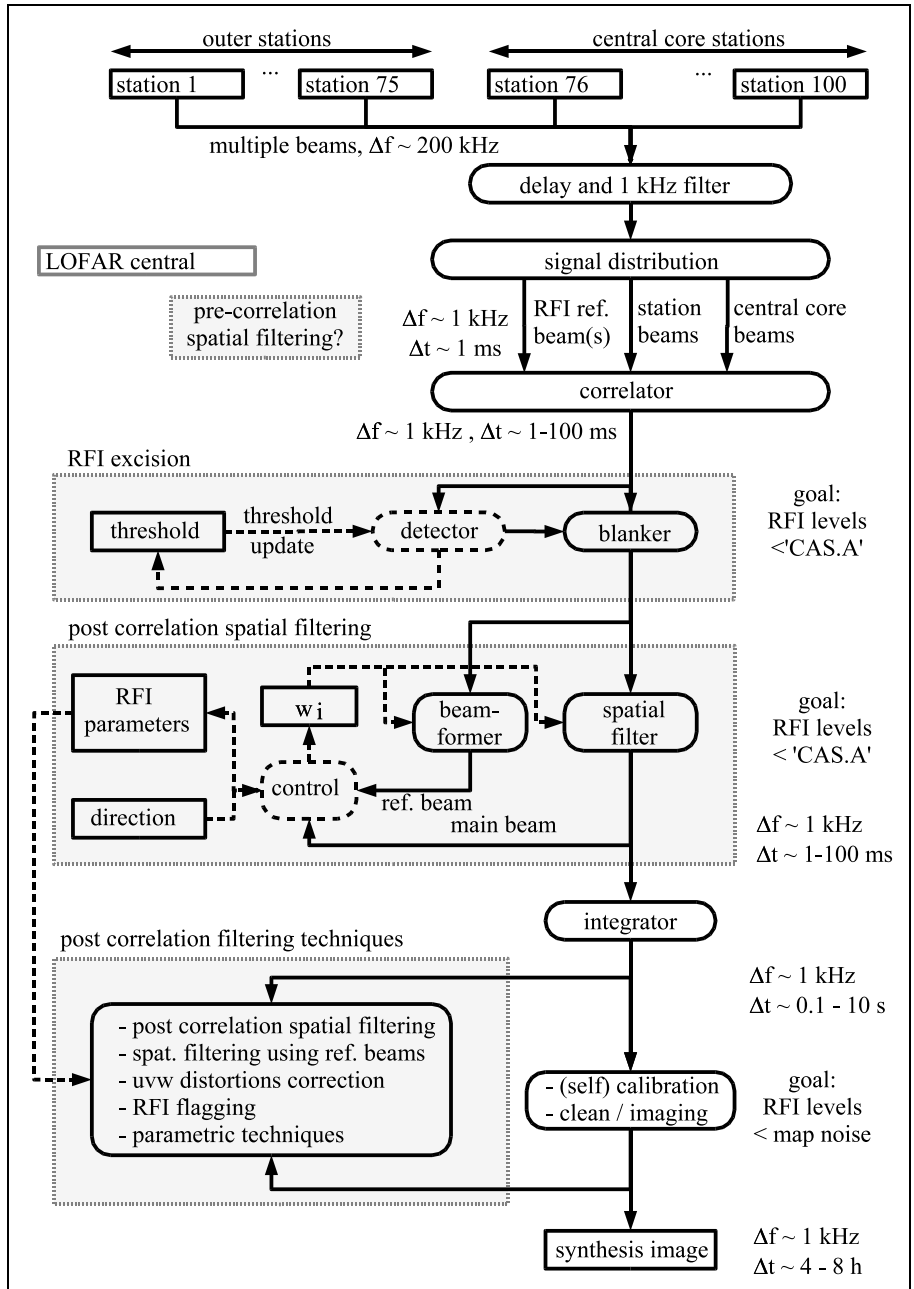 outer stations
central core stations
station 1
...
station 75
station 76
...
station 100
multiple beams, Δf ~ 200 kHz
delay and 1 kHz filter
LOFAR central
signal distribution
pre-correlation
spatial filtering?
Δf ~ 1 kHz
Δt ~ 1 ms
RFI ref.
beam(s)
station
beams
central core
beams
correlator
Δf ~ 1 kHz , Δt ~ 1-100 ms
RFI excision
threshold
threshold
update
detector
blanker
goal:
RFI levels
<'CAS.A'
post correlation spatial filtering
RFI
parameters
wi
beam-
former
spatial
filter
goal:
RFI levels
< 'CAS.A'
direction
control
ref. beam
main beam
Δf ~ 1 kHz
Δt ~ 1-100 ms
integrator
post correlation filtering techniques
Δf ~ 1 kHz
Δt ~ 0.1 - 10 s
- post correlation spatial filtering
- spat. filtering using ref. beams
- uvw distortions correction
- RFI flagging
- parametric techniques
- (self) calibration
- clean / imaging
goal:
RFI levels
< map noise
synthesis image
Δf ~ 1 kHz
Δt ~ 4 - 8 h